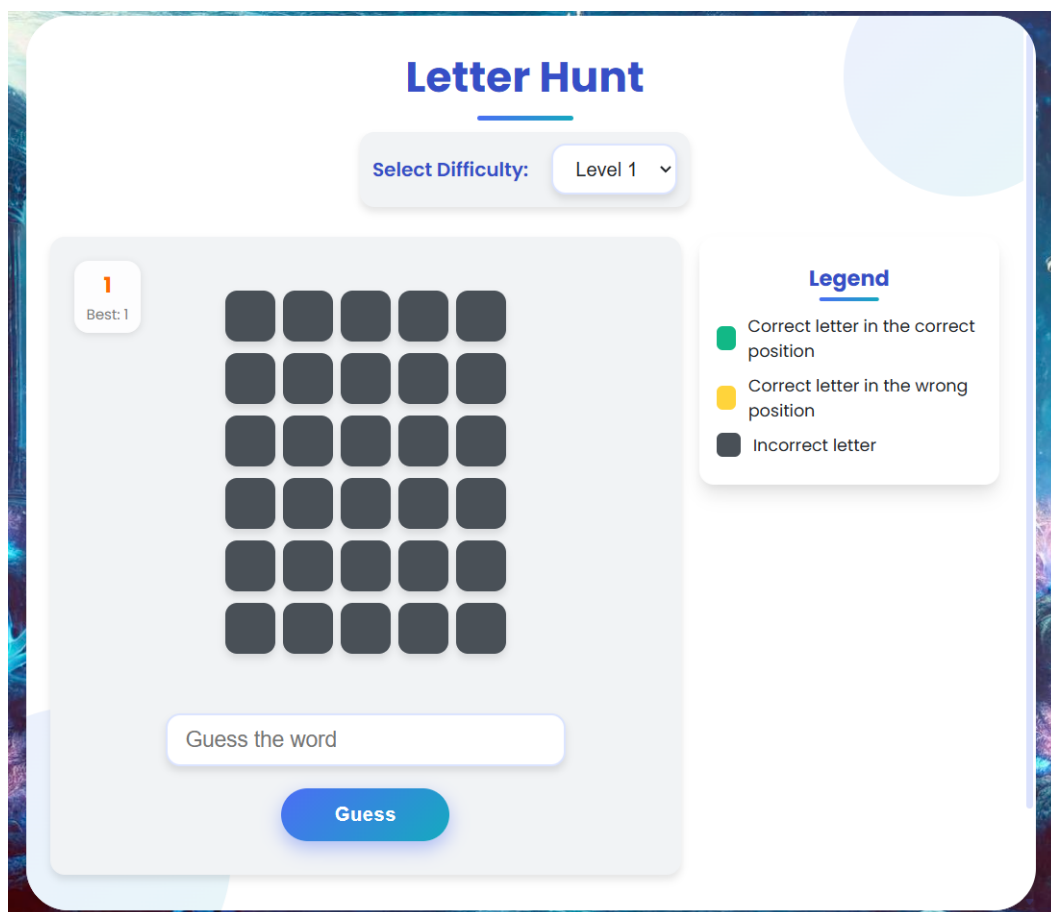 Letter Hunt
Select Difficulty:
Level 1
1
Best: 1
Guess the word
Guess
Legend
Correct letter in the correct
position
Correct letter in the wrong
position
Incorrect letter